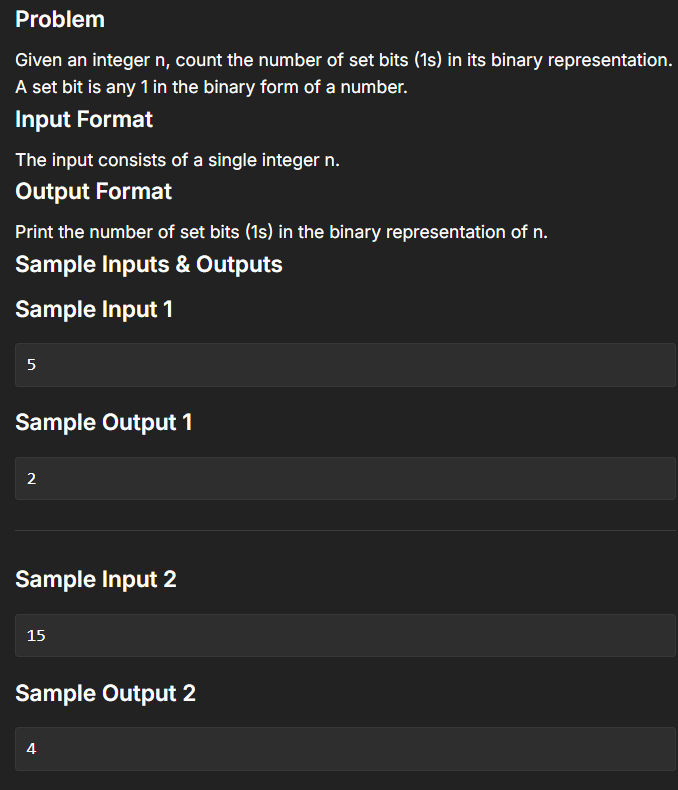 Problem
Given an integer n, count the number of set bits (1s) in its binary representation.
A set bit is any 1 in the binary form of a number.
Input Format
The input consists of a single integer n.
Output Format
Print the number of set bits (1s) in the binary representation of n.
Sample Inputs & Outputs
Sample Input 1
5
Sample Output 1
2
Sample Input 2
15
Sample Output 2
4